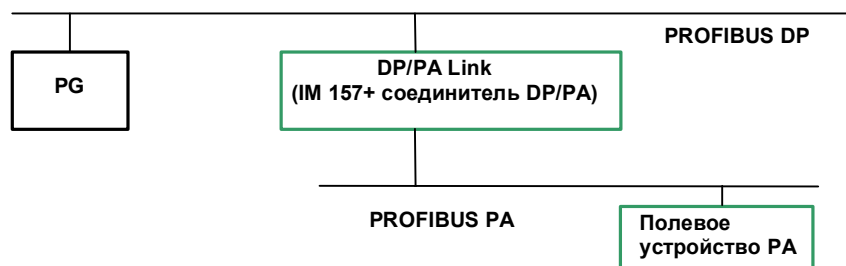 PROFIBUS DP
PG
DP/PA Link
(IM 157+ соединитель DP/PA)
PROFIBUS PA
Полевое
устройство PA